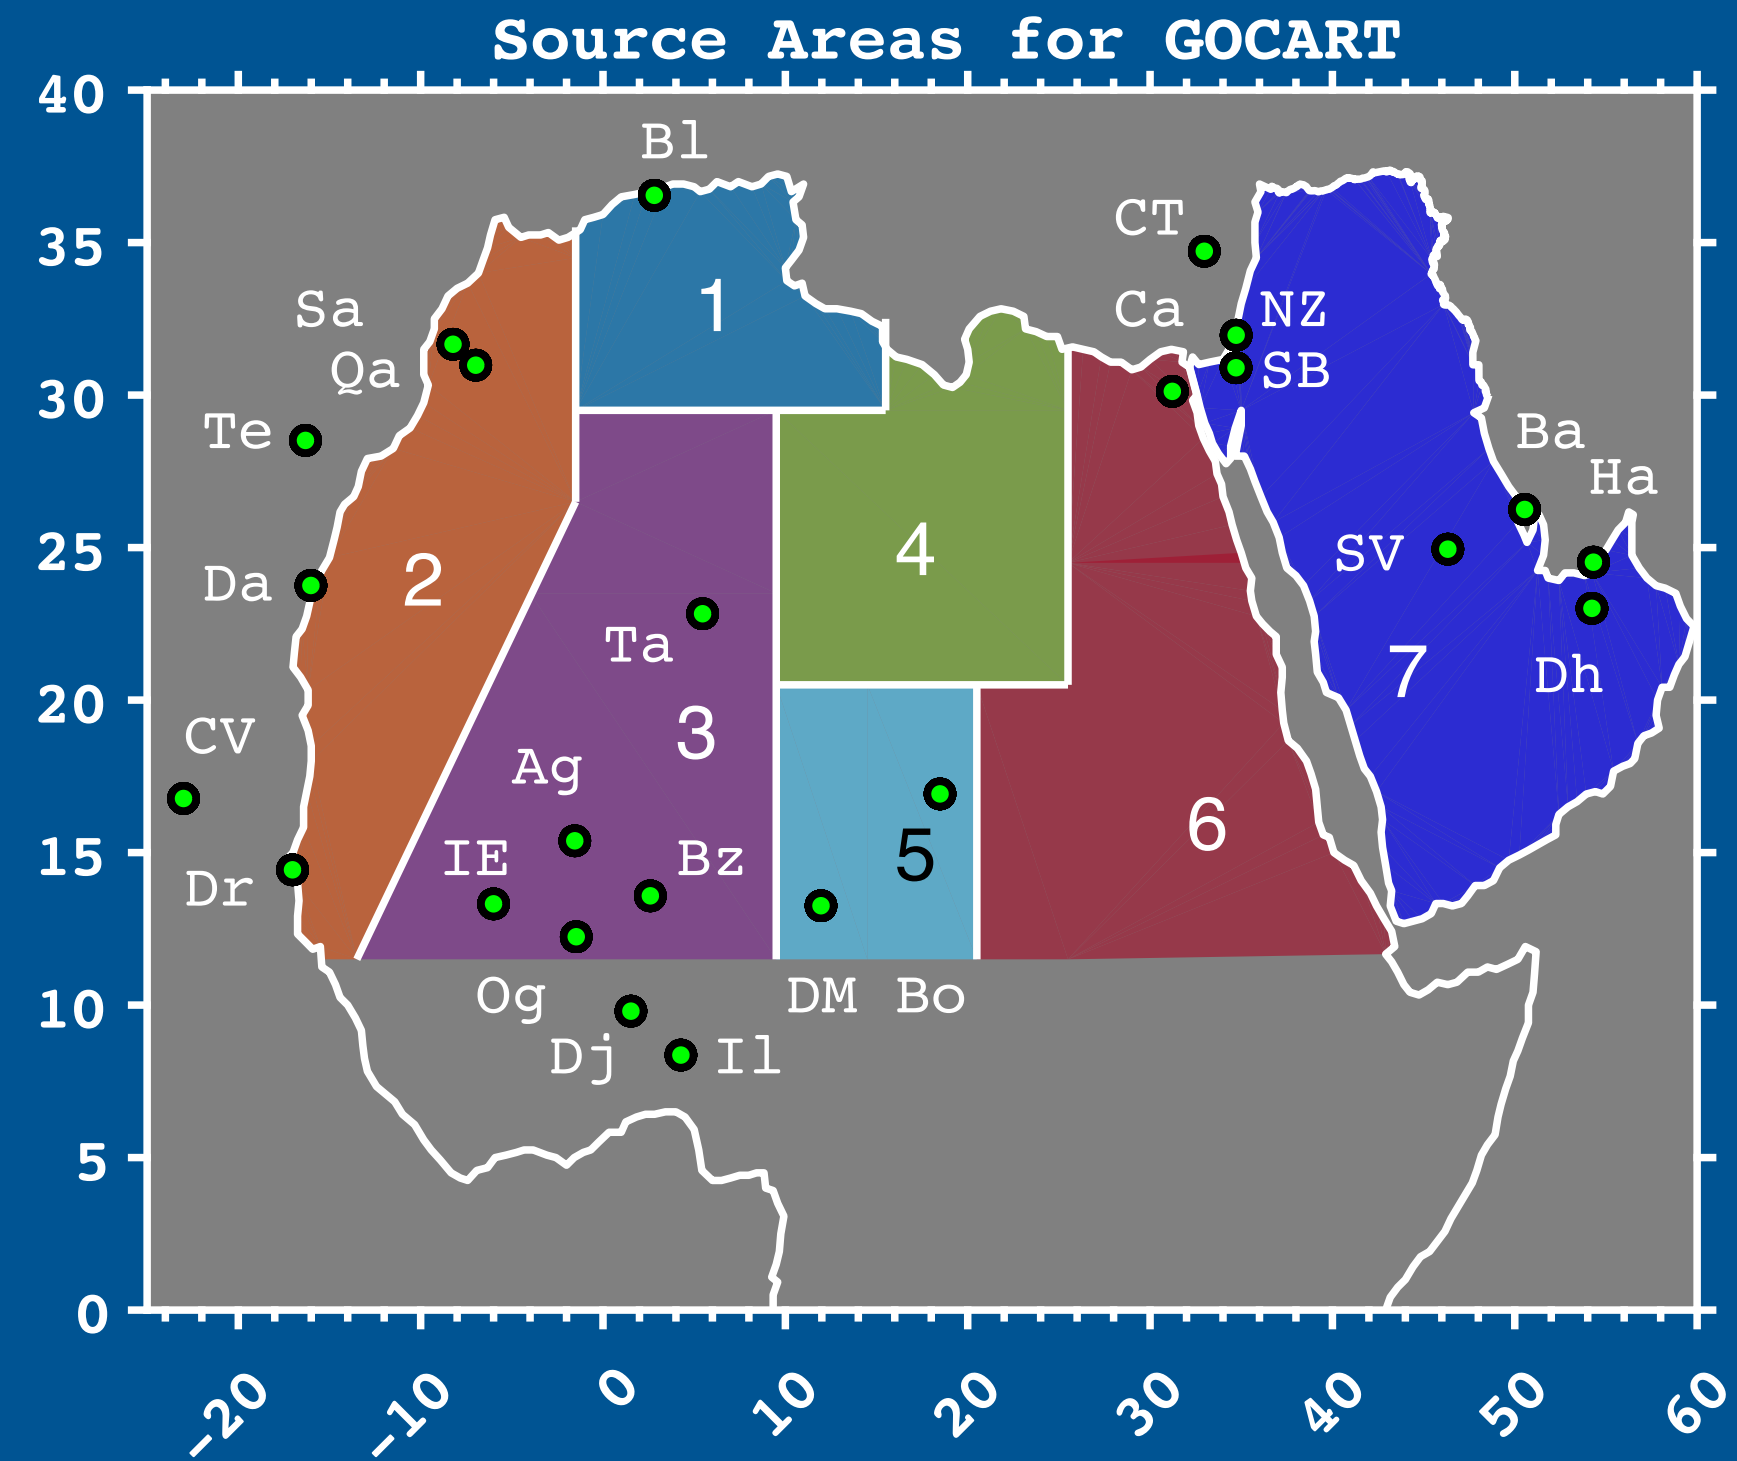 Source Areas for GOCART
40
Bl
35
CT
Sa
1
Ca
NZ
Qa
SB
30
Te
Ba
Ha
25
4
SV
Da
2
Ta
7
Dh
20
CV
3
Ag
6
15
IE
Bz
5
Dr
10
Og
DM
Bo
Dj
Il
5
0
-20
-10
0
10
20
30
40
50
60